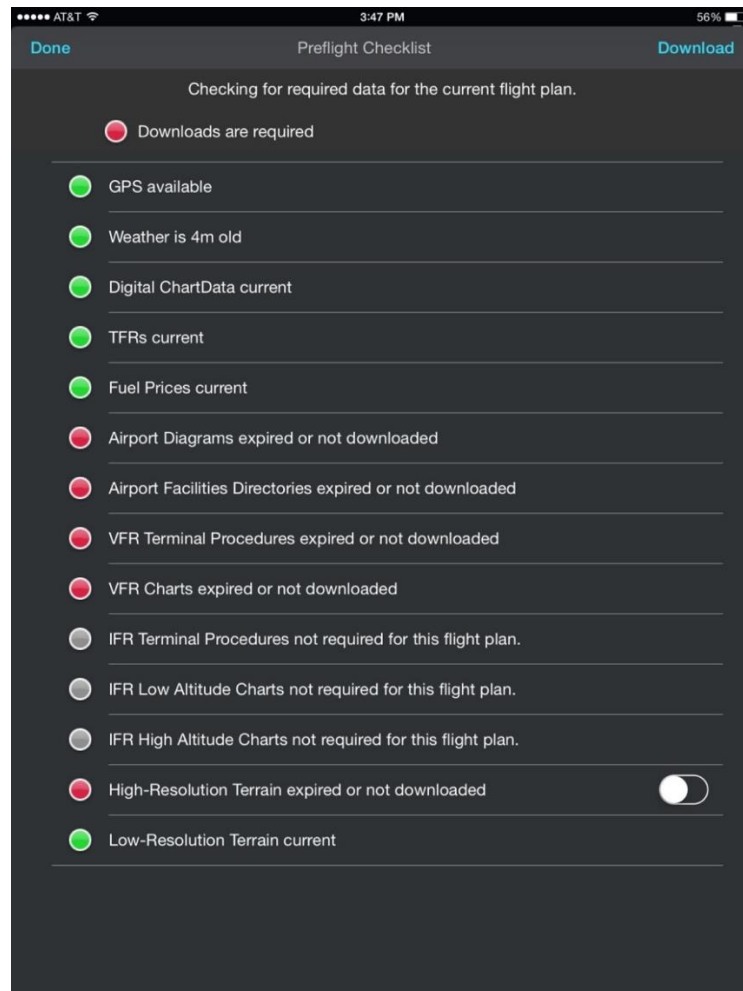 AT&T 3:47 PM 56%
Done Preflight Checklist Download
Checking for required data for the current flight plan.
Downloads are required
GPS available
Weather is 4m old
Digital ChartData current
TFRs current
Fuel Prices current
Airport Diagrams expired or not downloaded
Airport Facilities Directories expired or not downloaded
VFR Terminal Procedures expired or not downloaded
VFR Charts expired or not downloaded
IFR Terminal Procedures not required for this flight plan.
IFR Low Altitude Charts not required for this flight plan.
IFR High Altitude Charts not required for this flight plan.
High-Resolution Terrain expired or not downloaded
Low-Resolution Terrain current